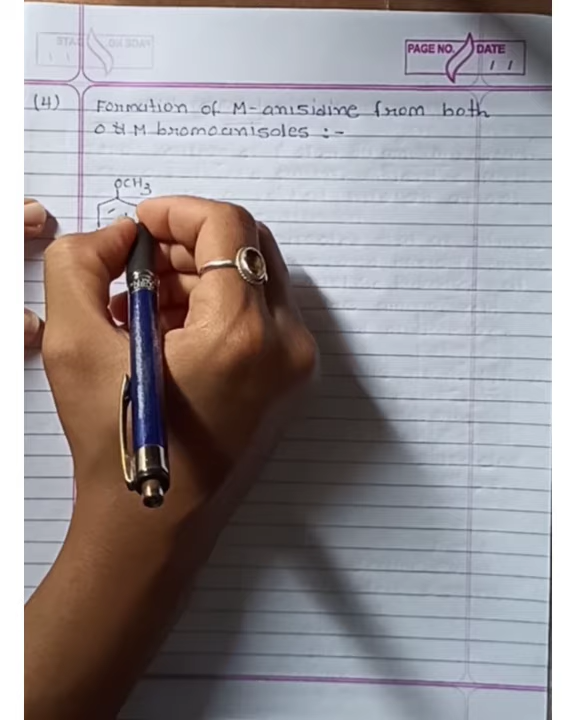 PAGE NO. DATE
/ /
(4) Formation of M-anisidine from both
O & M bromoanisoles :-
OCH3